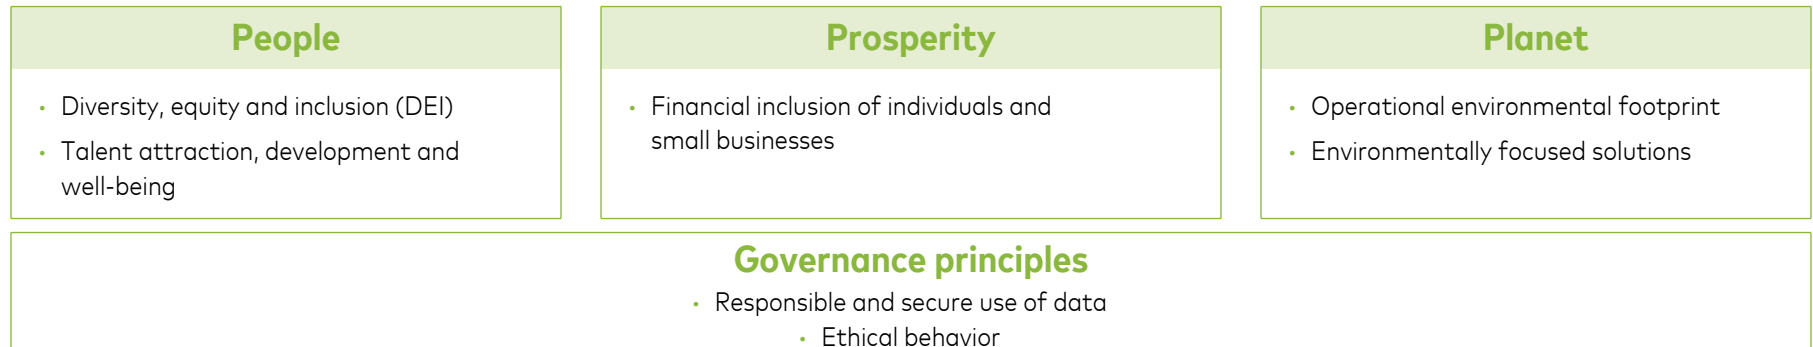 People
• Diversity, equity and inclusion (DEI)
• Talent attraction, development and
well-being
Prosperity
• Financial inclusion of individuals and
small businesses
Planet
• Operational environmental footprint
• Environmentally focused solutions
Governance principles
• Responsible and secure use of data
• Ethical behavior